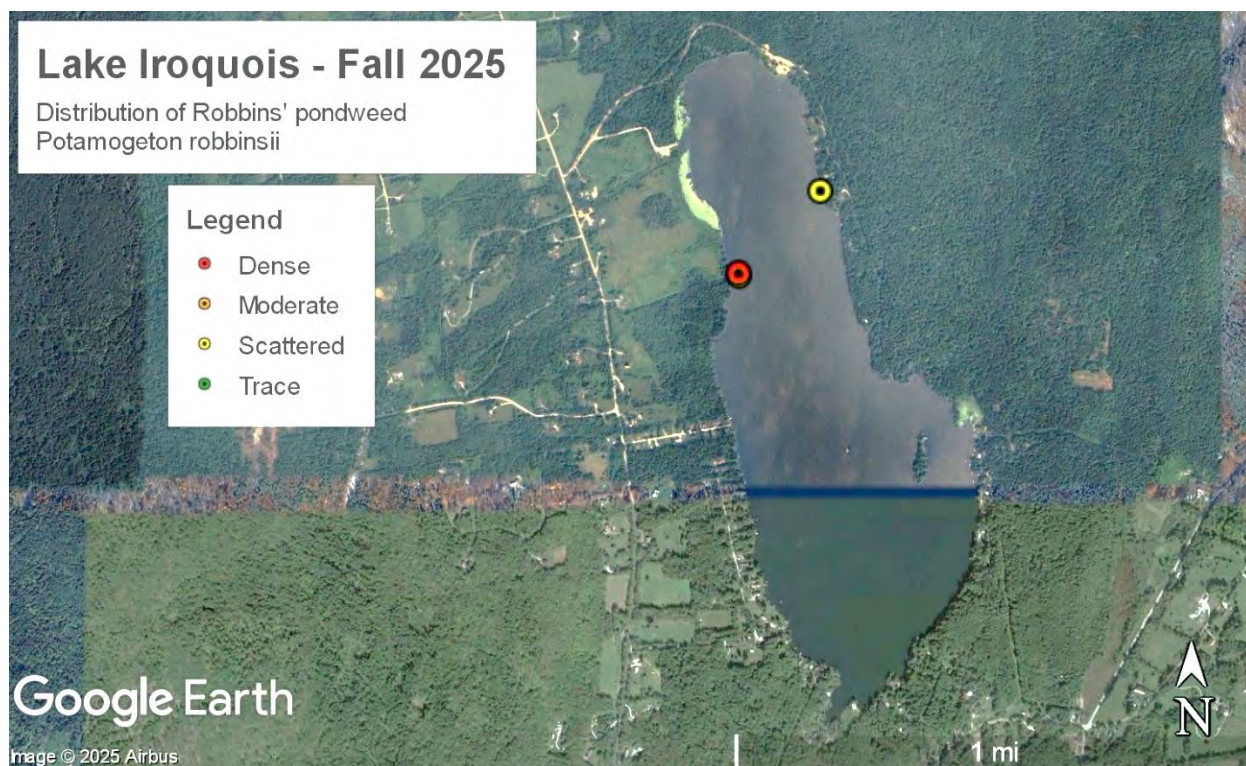 Lake Iroquois - Fall 2025
Distribution of Robbins' pondweed
Potamogeton robbinsii
Legend
Dense
Moderate
Scattered
Trace
Google Earth
Image © 2025 Airbus
1 mi
N